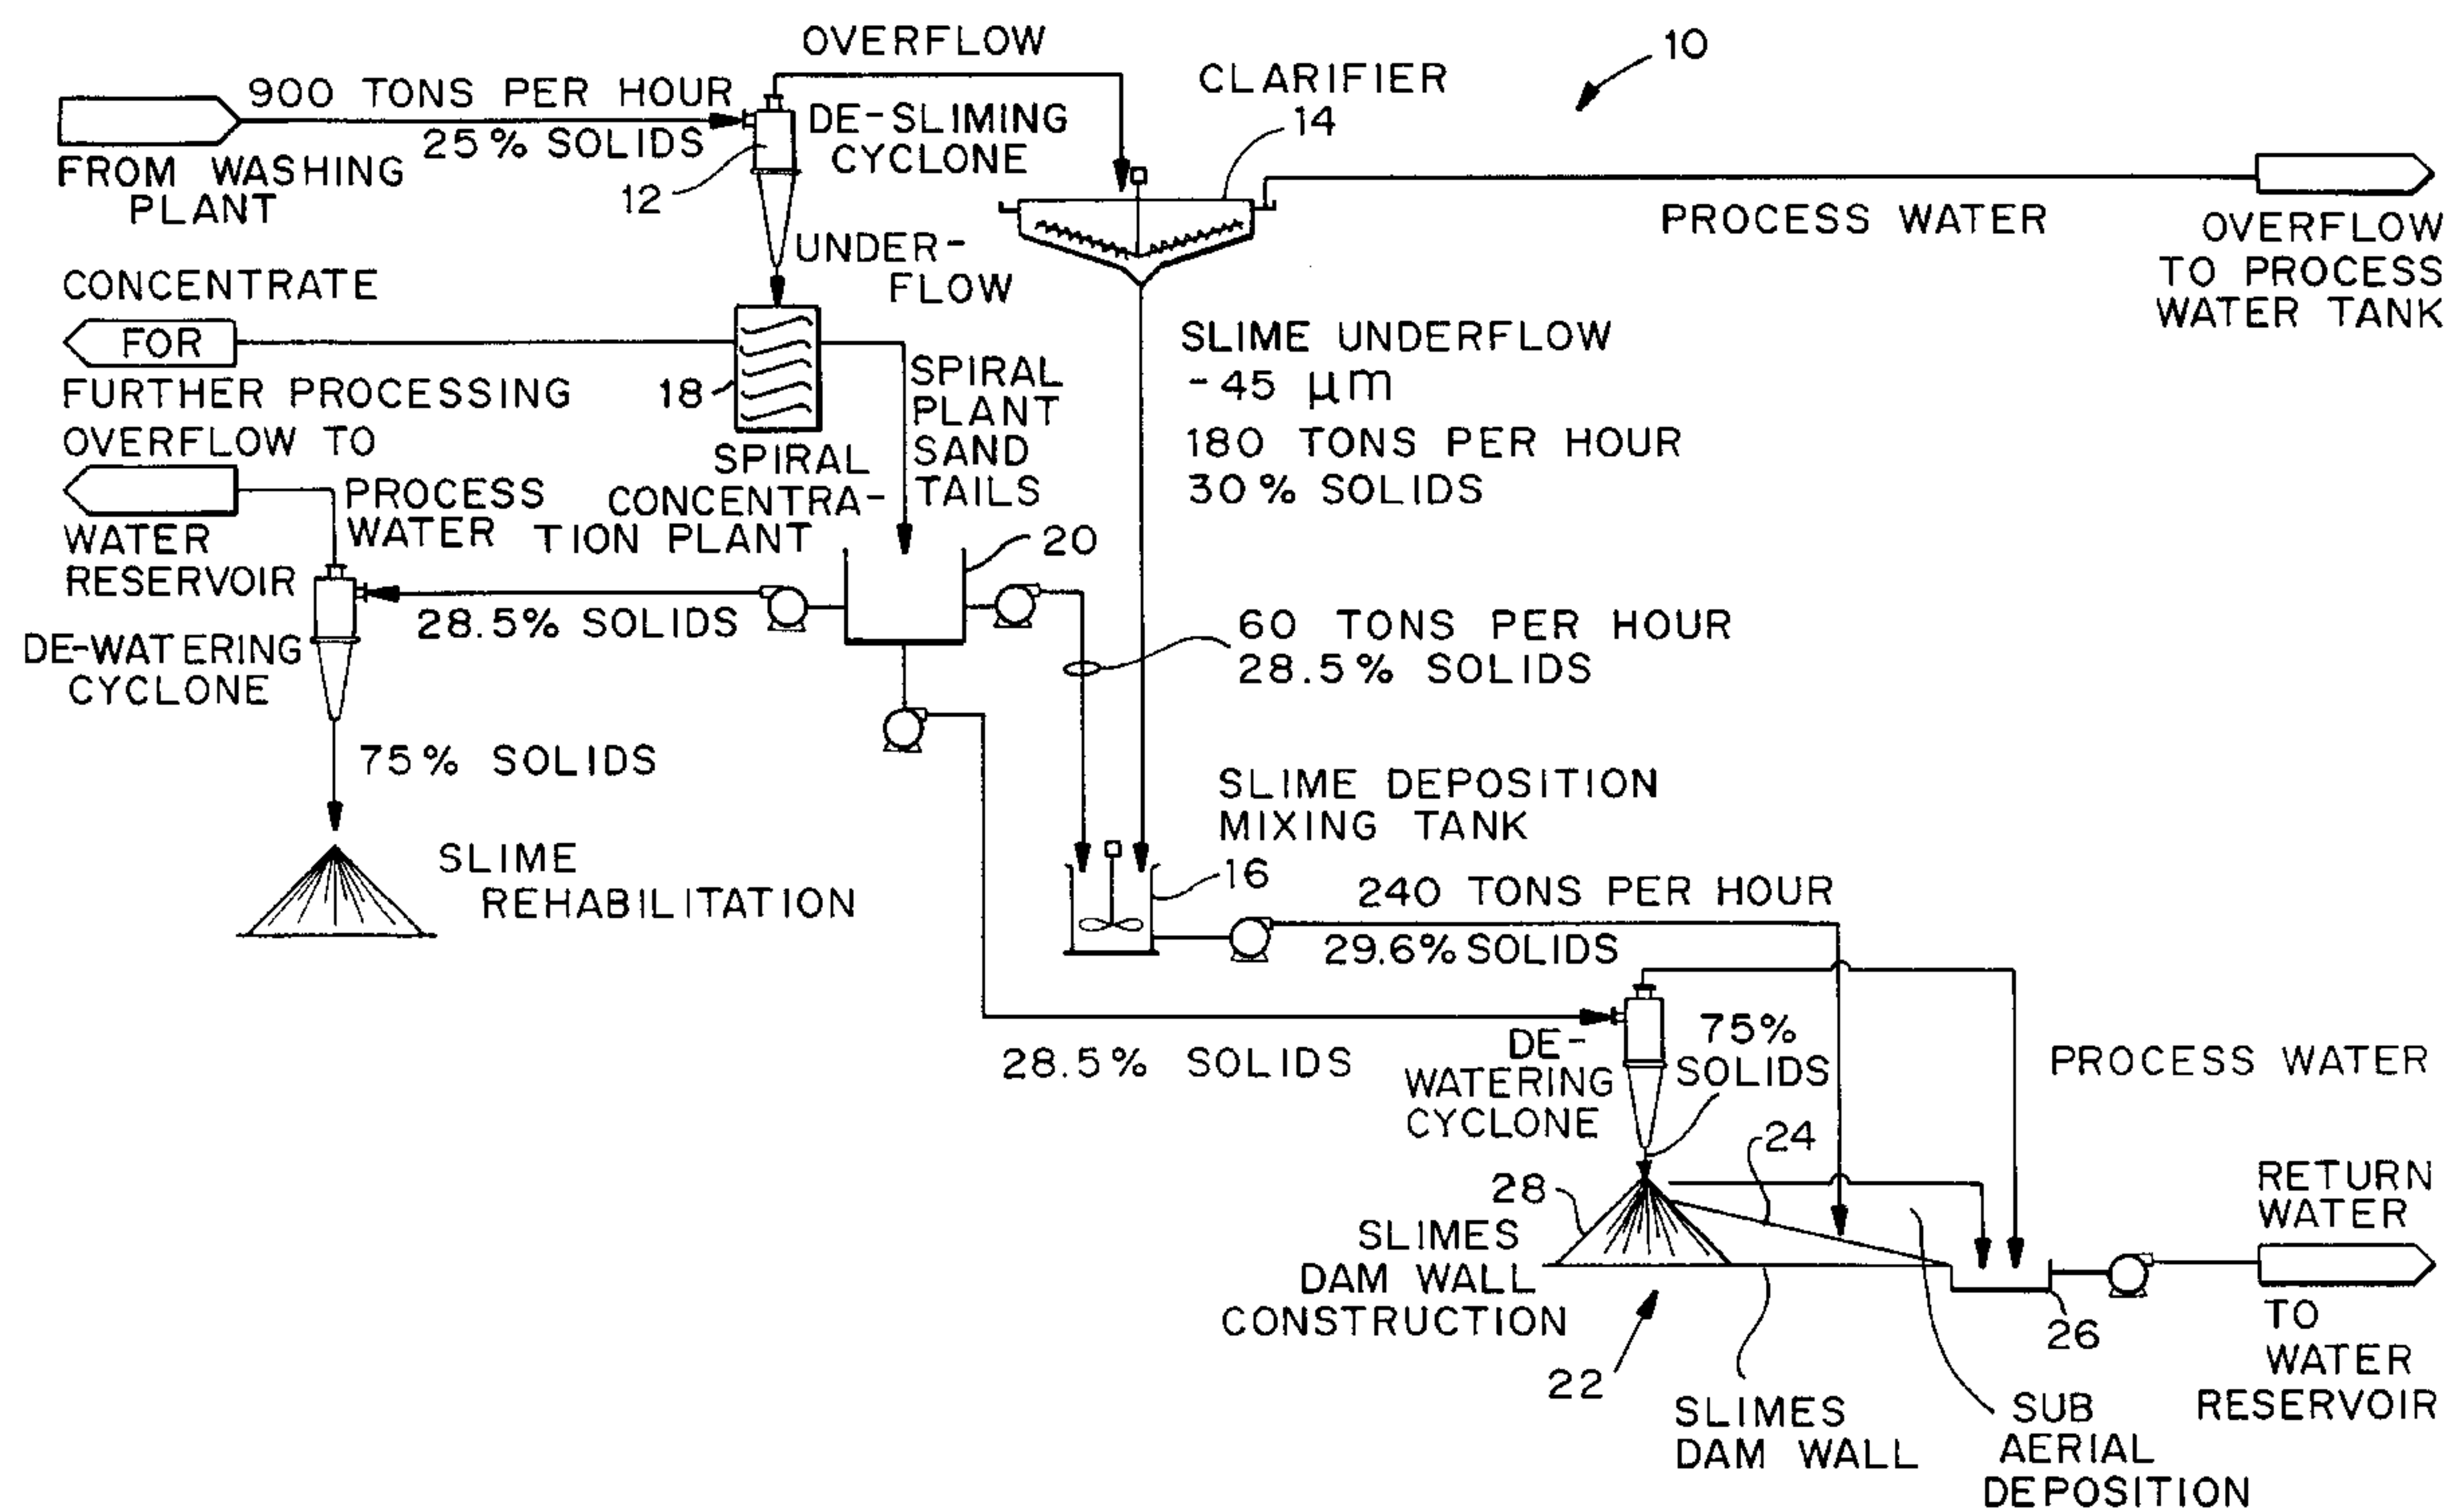 OVERFLOW
10
900 TONS PER HOUR
25% SOLIDS
FROM WASHING
PLANT
DE-SLIMING
CYCLONE
12
CLARIFIER
14
PROCESS WATER
OVERFLOW
TO PROCESS
WATER TANK
UNDER-
FLOW
CONCENTRATE
FOR
FURTHER PROCESSING
18
SPIRAL
PLANT
SAND
TAILS
SLIME UNDERFLOW
-45 μm
180 TONS PER HOUR
30% SOLIDS
OVERFLOW TO
PROCESS
WATER
WATER
RESERVOIR
SPIRAL
CONCENTRA-
TION PLANT
20
28.5% SOLIDS
DE-WATERING
CYCLONE
60 TONS PER HOUR
28.5% SOLIDS
75% SOLIDS
SLIME
REHABILITATION
SLIME DEPOSITION
MIXING TANK
16
240 TONS PER HOUR
29.6% SOLIDS
28.5% SOLIDS
DE-
WATERING
CYCLONE
75%
SOLIDS
PROCESS WATER
24
28
SLIMES
DAM WALL
CONSTRUCTION
22
RETURN
WATER
26
TO
WATER
RESERVOIR
SLIMES
DAM WALL
SUB
AERIAL
DEPOSITION